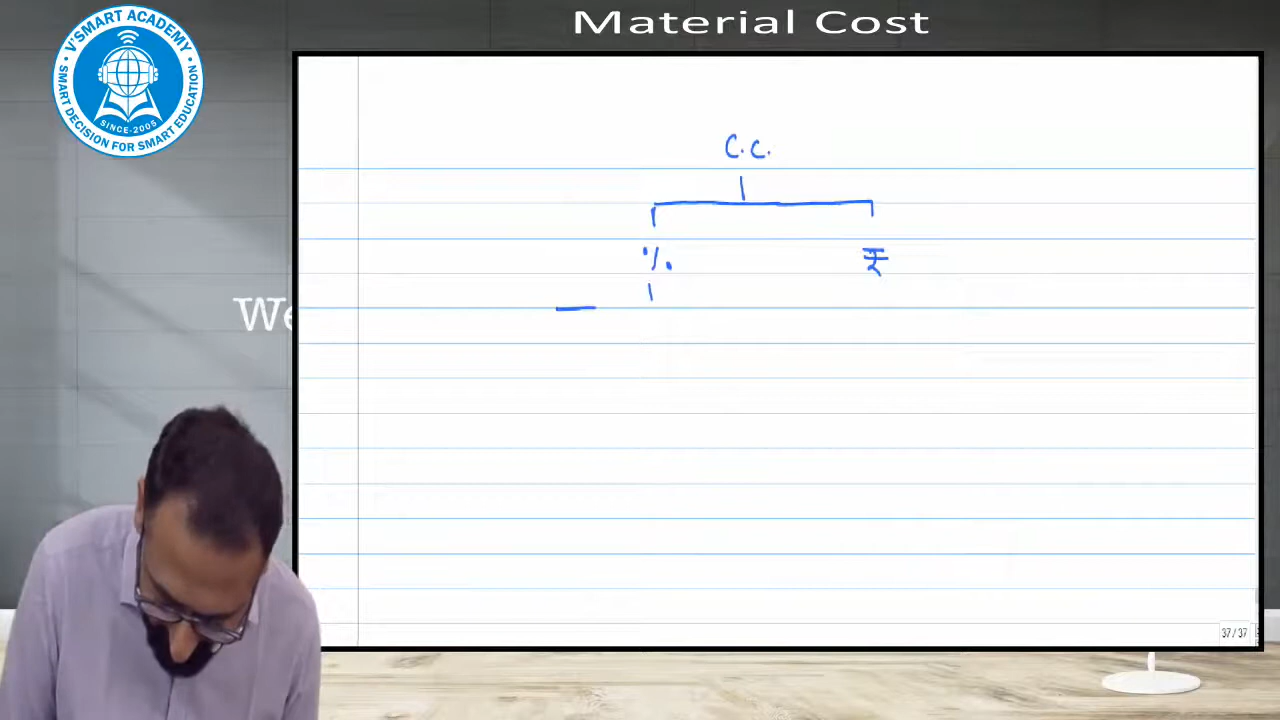 Material Cost
V'SMART ACADEMY
SMART DECISION FOR SMART EDUCATION
SINCE-2005
We
C.C.
% ₹
37/37